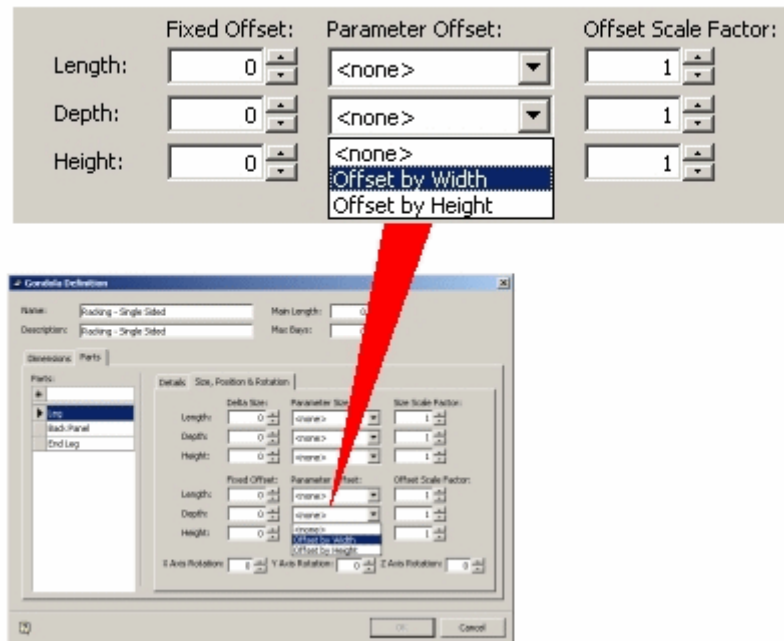 Fixed Offset: Parameter Offset: Offset Scale Factor:
Length: 0 <none> 1
Depth: 0 <none> 1
Height: 0 <none> 1
Offset by Width
Offset by Height
Gondola Definition
Name: Racking - Single Sided Main Length: 0
Description: Racking - Single Sided Max Bays: 0
Dimensions Parts
Parts:
Leg
Back Panel
End Leg
Details Size, Position & Rotation
Delta Size: Parameter Size Size Scale Factor:
Length: 0 <none> 1
Depth: 0 <none> 1
Height: 0 <none> 1
Fixed Offset: Parameter Offset: Offset Scale Factor:
Length: 0 <none> 1
Depth: 0 <none> 1
Height: 0 <none> 1
Offset by Width
Offset by Height
X Axis Rotation: 0 Y Axis Rotation: 0 Z Axis Rotation: 0
OK Cancel